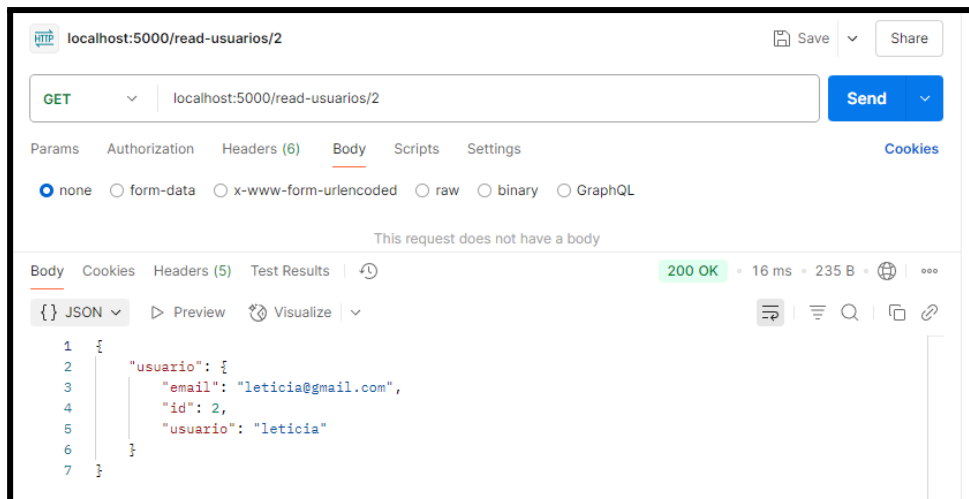 HTTP localhost:5000/read-usuarios/2 Save Share
GET localhost:5000/read-usuarios/2 Send
Params Authorization Headers (6) Body Scripts Settings Cookies
none form-data x-www-form-urlencoded raw binary GraphQL
This request does not have a body
Body Cookies Headers (5) Test Results 200 OK • 16 ms • 235 B •
{} JSON Preview Visualize
1 {
2 "usuario": {
3 "email": "leticia@gmail.com",
4 "id": 2,
5 "usuario": "leticia"
6 }
7 }